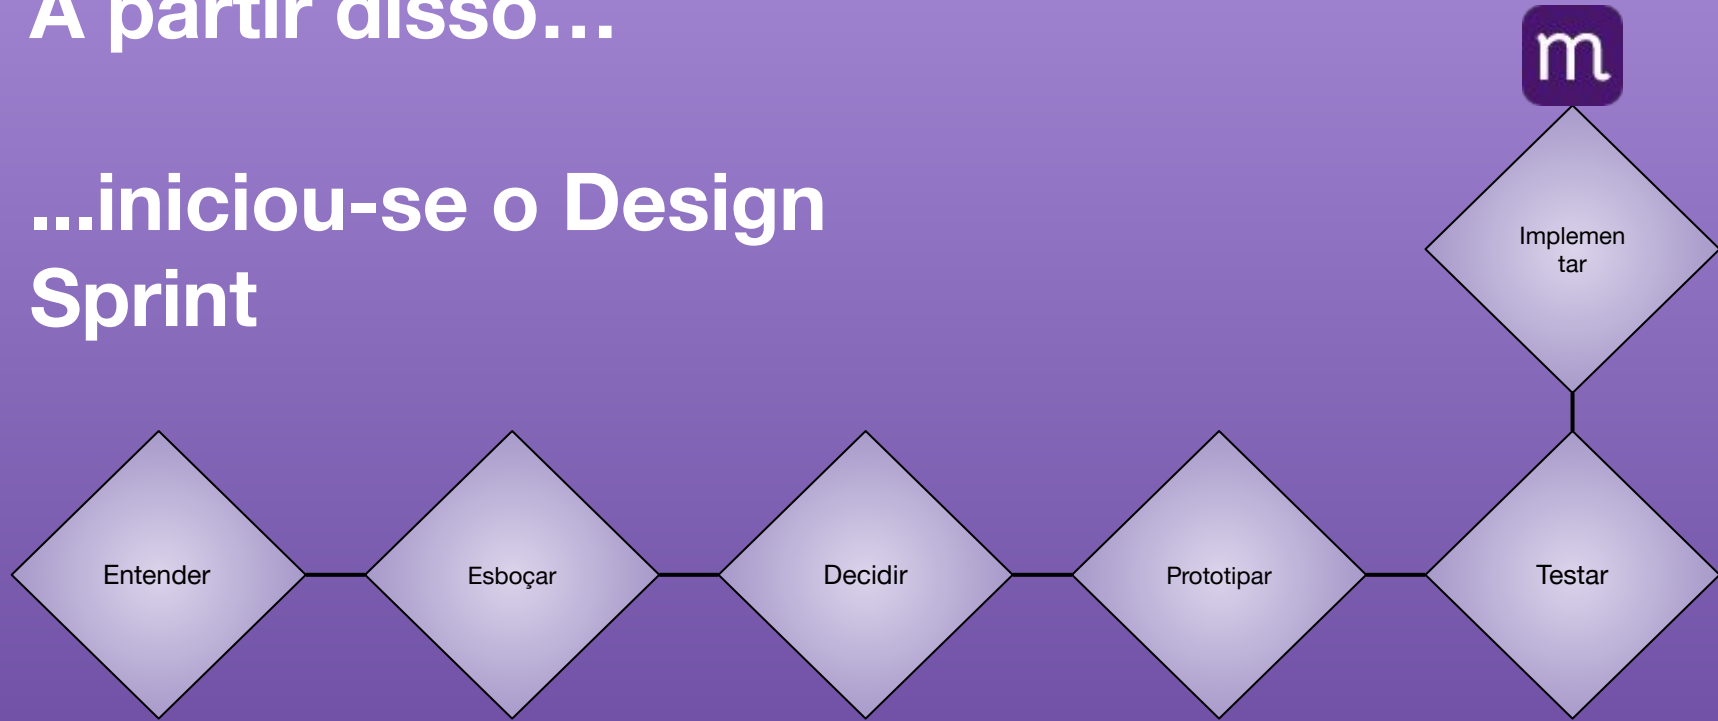 A partir disso...
m
...iniciou-se o Design
Sprint
Implemen
tar
Entender
Esboçar
Decidir
Prototipar
Testar